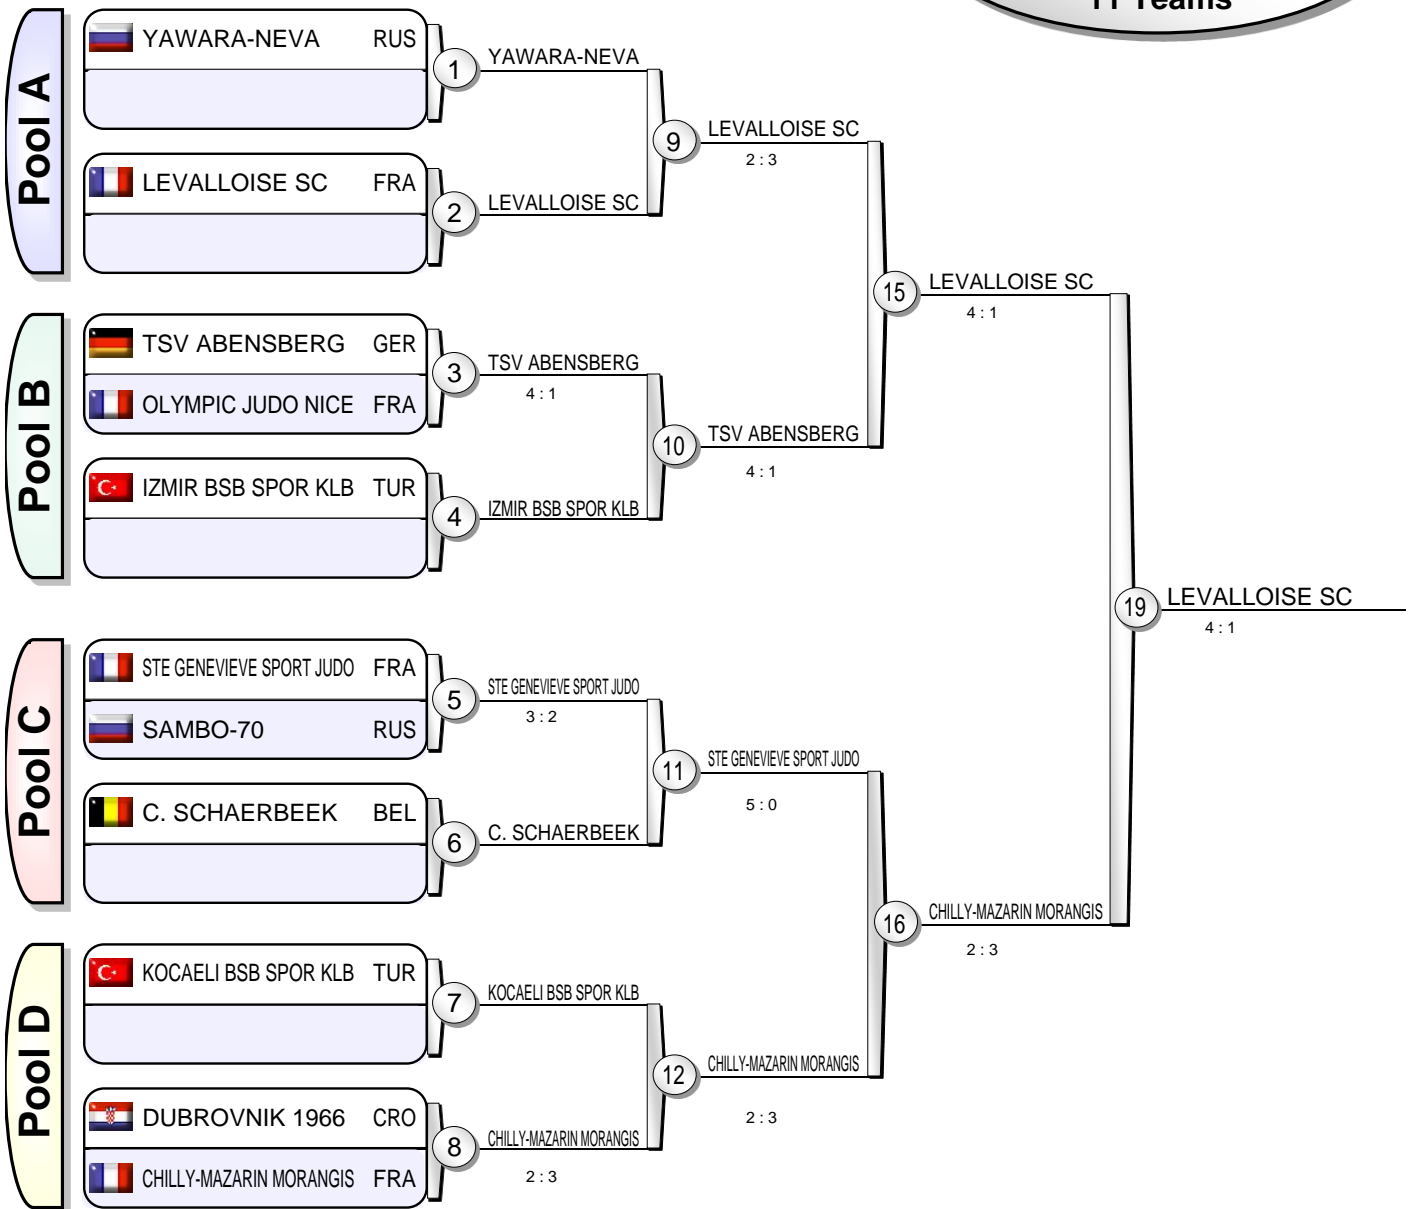 11 Teams
Pool A
YAWARA-NEVA RUS
1
YAWARA-NEVA
LEVALLOISE SC FRA
2
LEVALLOISE SC
9
LEVALLOISE SC
2 : 3
Pool B
TSV ABENSBERG GER
OLYMPIC JUDO NICE FRA
3
TSV ABENSBERG
4 : 1
IZMIR BSB SPOR KLB TUR
4
IZMIR BSB SPOR KLB
10
TSV ABENSBERG
4 : 1
15
LEVALLOISE SC
4 : 1
Pool C
STE GENEVIEVE SPORT JUDO FRA
SAMBO-70 RUS
5
STE GENEVIEVE SPORT JUDO
3 : 2
C. SCHAERBEEK BEL
6
C. SCHAERBEEK
11
STE GENEVIEVE SPORT JUDO
5 : 0
Pool D
KOCAELI BSB SPOR KLB TUR
7
KOCAELI BSB SPOR KLB
DUBROVNIK 1966 CRO
CHILLY-MAZARIN MORANGIS FRA
8
CHILLY-MAZARIN MORANGIS
2 : 3
12
CHILLY-MAZARIN MORANGIS
2 : 3
16
CHILLY-MAZARIN MORANGIS
2 : 3
19
LEVALLOISE SC
4 : 1